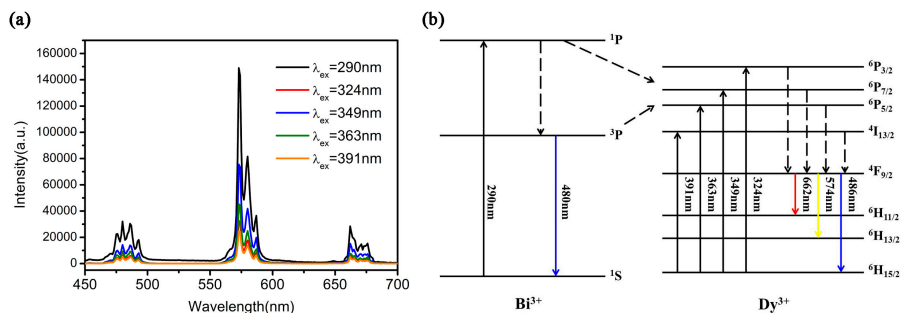 (a)
160000
140000
120000
100000
80000
60000
40000
20000
0
Intensity(a.u.)
450 500 550 600 650 700
Wavelength(nm)
λex=290nm
λex=324nm
λex=349nm
λex=363nm
λex=391nm
(b)
¹P
³P
¹S
290nm
480nm
Bi³⁺
⁶P3/2
⁶P7/2
⁶P5/2
⁴I13/2
⁴F9/2
⁶H11/2
⁶H13/2
⁶H15/2
391nm
363nm
349nm
324nm
662nm
574nm
486nm
Dy³⁺